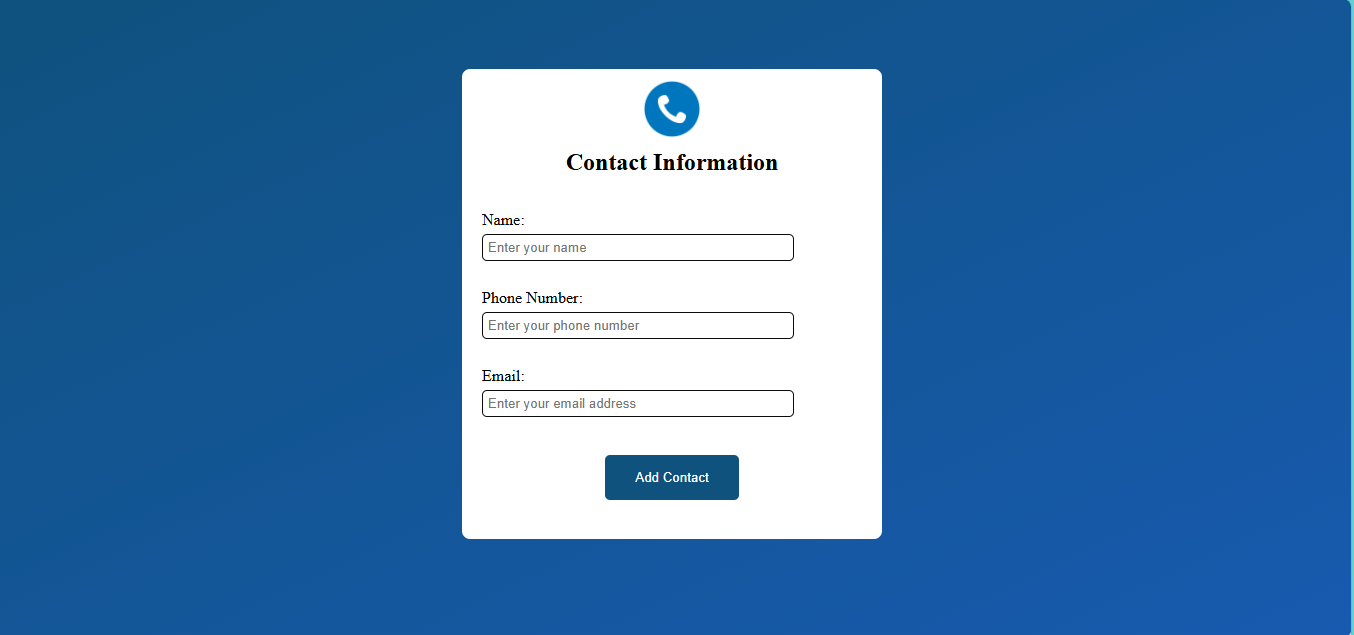 Contact Information
Name:
Enter your name
Phone Number:
Enter your phone number
Email:
Enter your email address
Add Contact